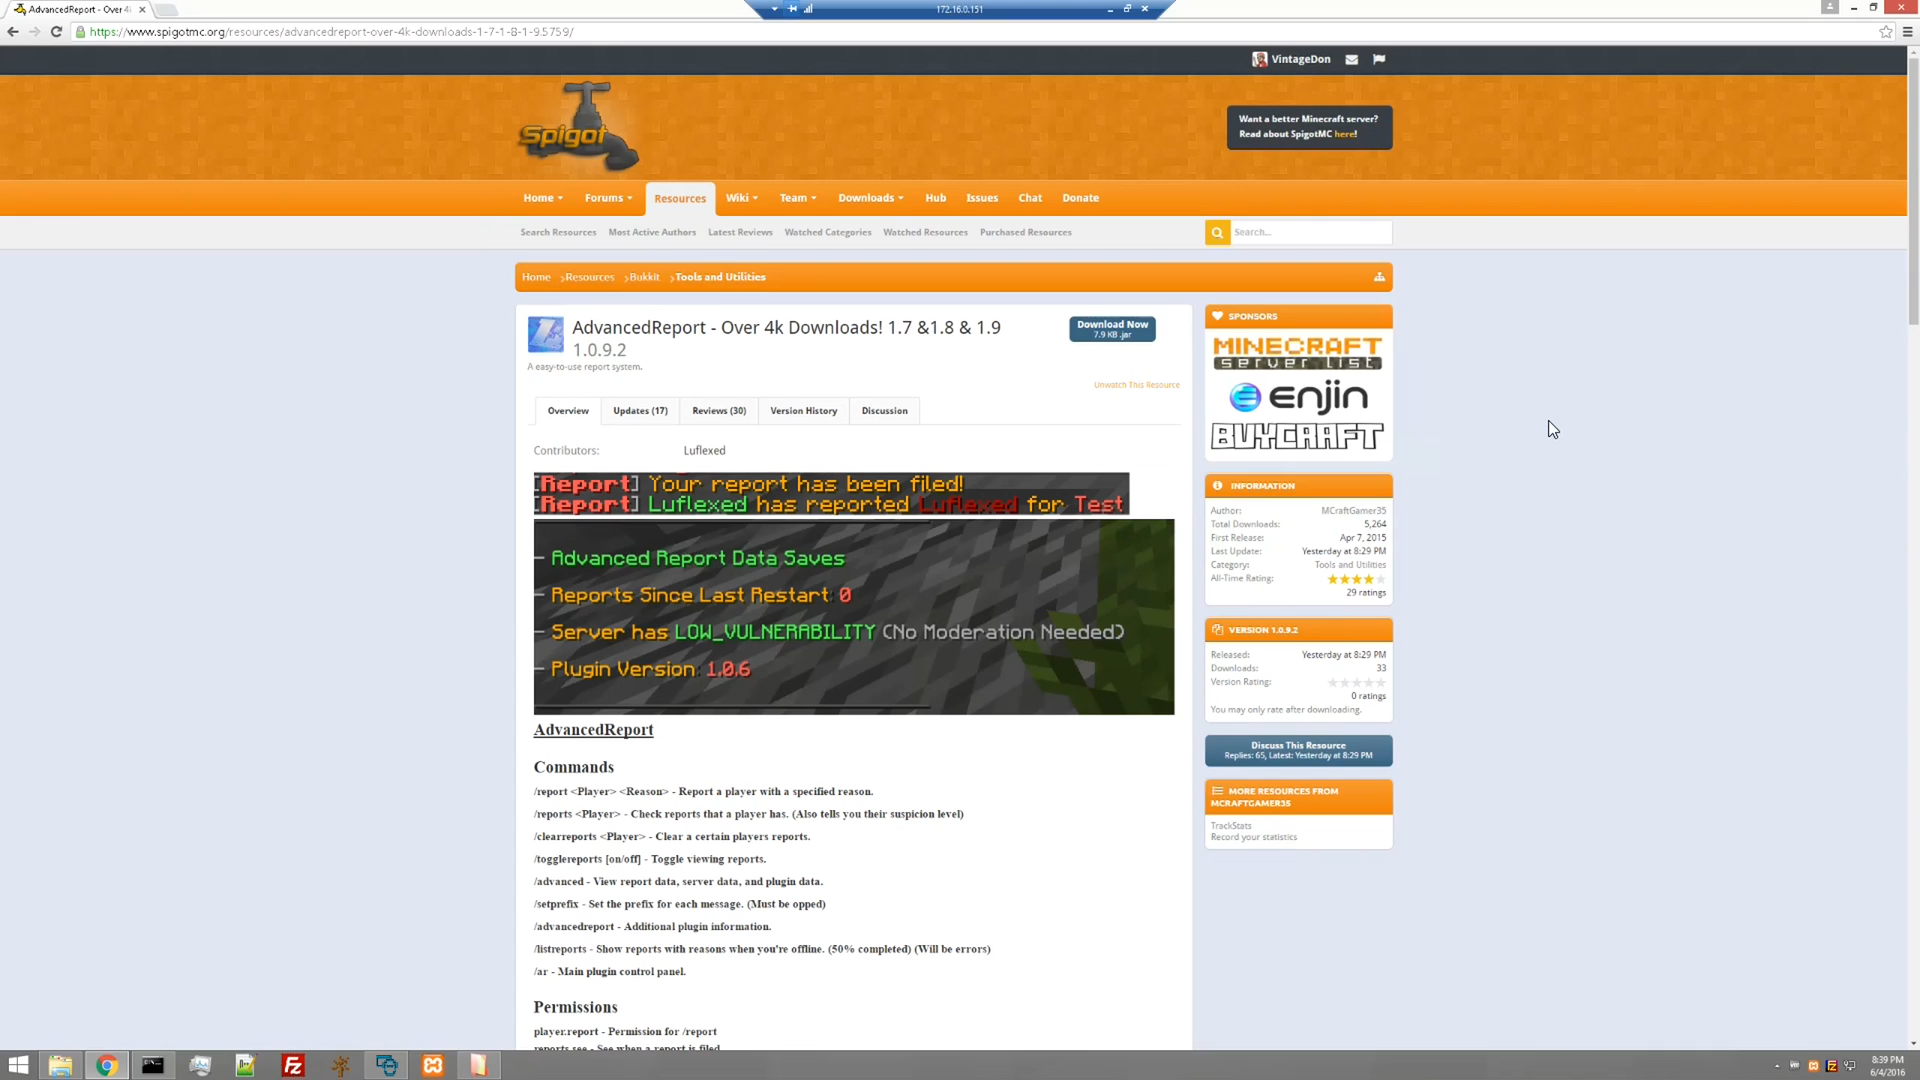 AdvancedReport - Over 4k
172.16.0.151
https://www.spigotmc.org/resources/advancedreport-over-4k-downloads-1-7-1-8-1-9.5759/
VintageDon
Spigot
Want a better Minecraft server?
Read about SpigotMC here!
Home Forums Resources Wiki Team Downloads Hub Issues Chat Donate
Search Resources Most Active Authors Latest Reviews Watched Categories Watched Resources Purchased Resources
Search...
Home Resources Bukkit Tools and Utilities
AdvancedReport - Over 4k Downloads! 1.7 &1.8 & 1.9
1.0.9.2
A easy-to-use report system.
Download Now
7.9 KB .jar
Unwatch This Resource
Overview Updates (17) Reviews (30) Version History Discussion
Contributors: Luflexed
[Report] Your report has been filed!
[Report] Luflexed has reported Luflexed for Test
- Advanced Report Data Saves
- Reports Since Last Restart: 0
- Server has LOW_VULNERABILITY (No Moderation Needed)
- Plugin Version: 1.0.6
AdvancedReport
Commands
/report <Player> <Reason> - Report a player with a specified reason.
/reports <Player> - Check reports that a player has. (Also tells you their suspicion level)
/clearreports <Player> - Clear a certain players reports.
/togglereports [on/off] - Toggle viewing reports.
/advanced - View report data, server data, and plugin data.
/setprefix - Set the prefix for each message. (Must be opped)
/advancedreport - Additional plugin information.
/listreports - Show reports with reasons when you're offline. (50% completed) (Will be errors)
/ar - Main plugin control panel.
Permissions
player.report - Permission for /report
reports.see - See when a report is filed
SPONSORS
MINECRAFT
server list
enjin
BUYCRAFT
INFORMATION
Author: MCraftGamer35
Total Downloads: 5,264
First Release: Apr 7, 2015
Last Update: Yesterday at 8:29 PM
Category: Tools and Utilities
All-Time Rating:
29 ratings
VERSION 1.0.9.2
Released: Yesterday at 8:29 PM
Downloads: 33
Version Rating:
0 ratings
You may only rate after downloading.
Discuss This Resource
Replies: 65, Latest: Yesterday at 8:29 PM
MORE RESOURCES FROM
MCRAFTGAMER35
TrackStats
Record your statistics
8:39 PM
6/4/2016